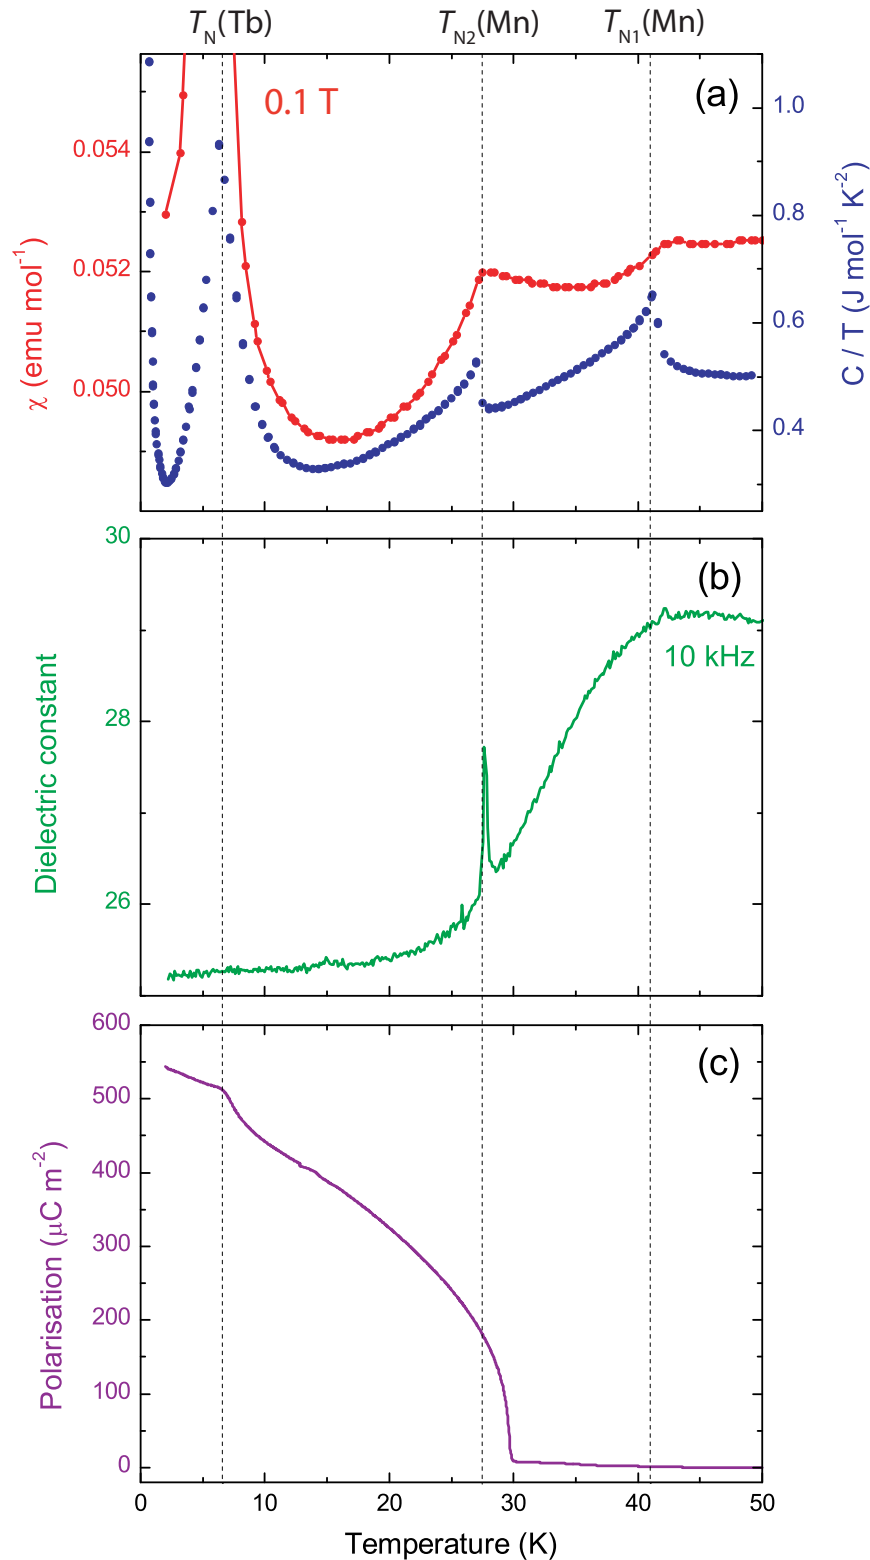 T_N(Tb) T_N2(Mn) T_N1(Mn)
(a)
0.1 T
0.054
0.052
0.050
χ (emu mol⁻¹)
1.0
0.8
0.6
0.4
C / T (J mol⁻¹ K⁻²)
30
28
26
Dielectric constant
(b)
10 kHz
600
500
400
300
200
100
0
Polarisation (μC m⁻²)
(c)
0 10 20 30 40 50
Temperature (K)